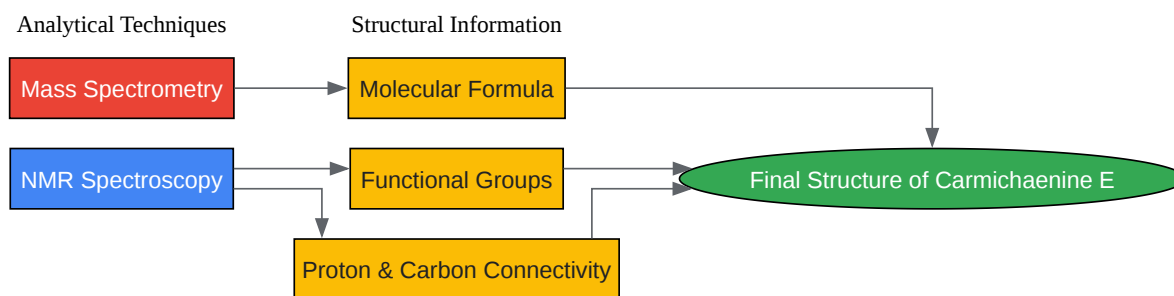 Analytical Techniques
Structural Information
Mass Spectrometry
Molecular Formula
NMR Spectroscopy
Functional Groups
Final Structure of Carmichaenine E
Proton & Carbon Connectivity